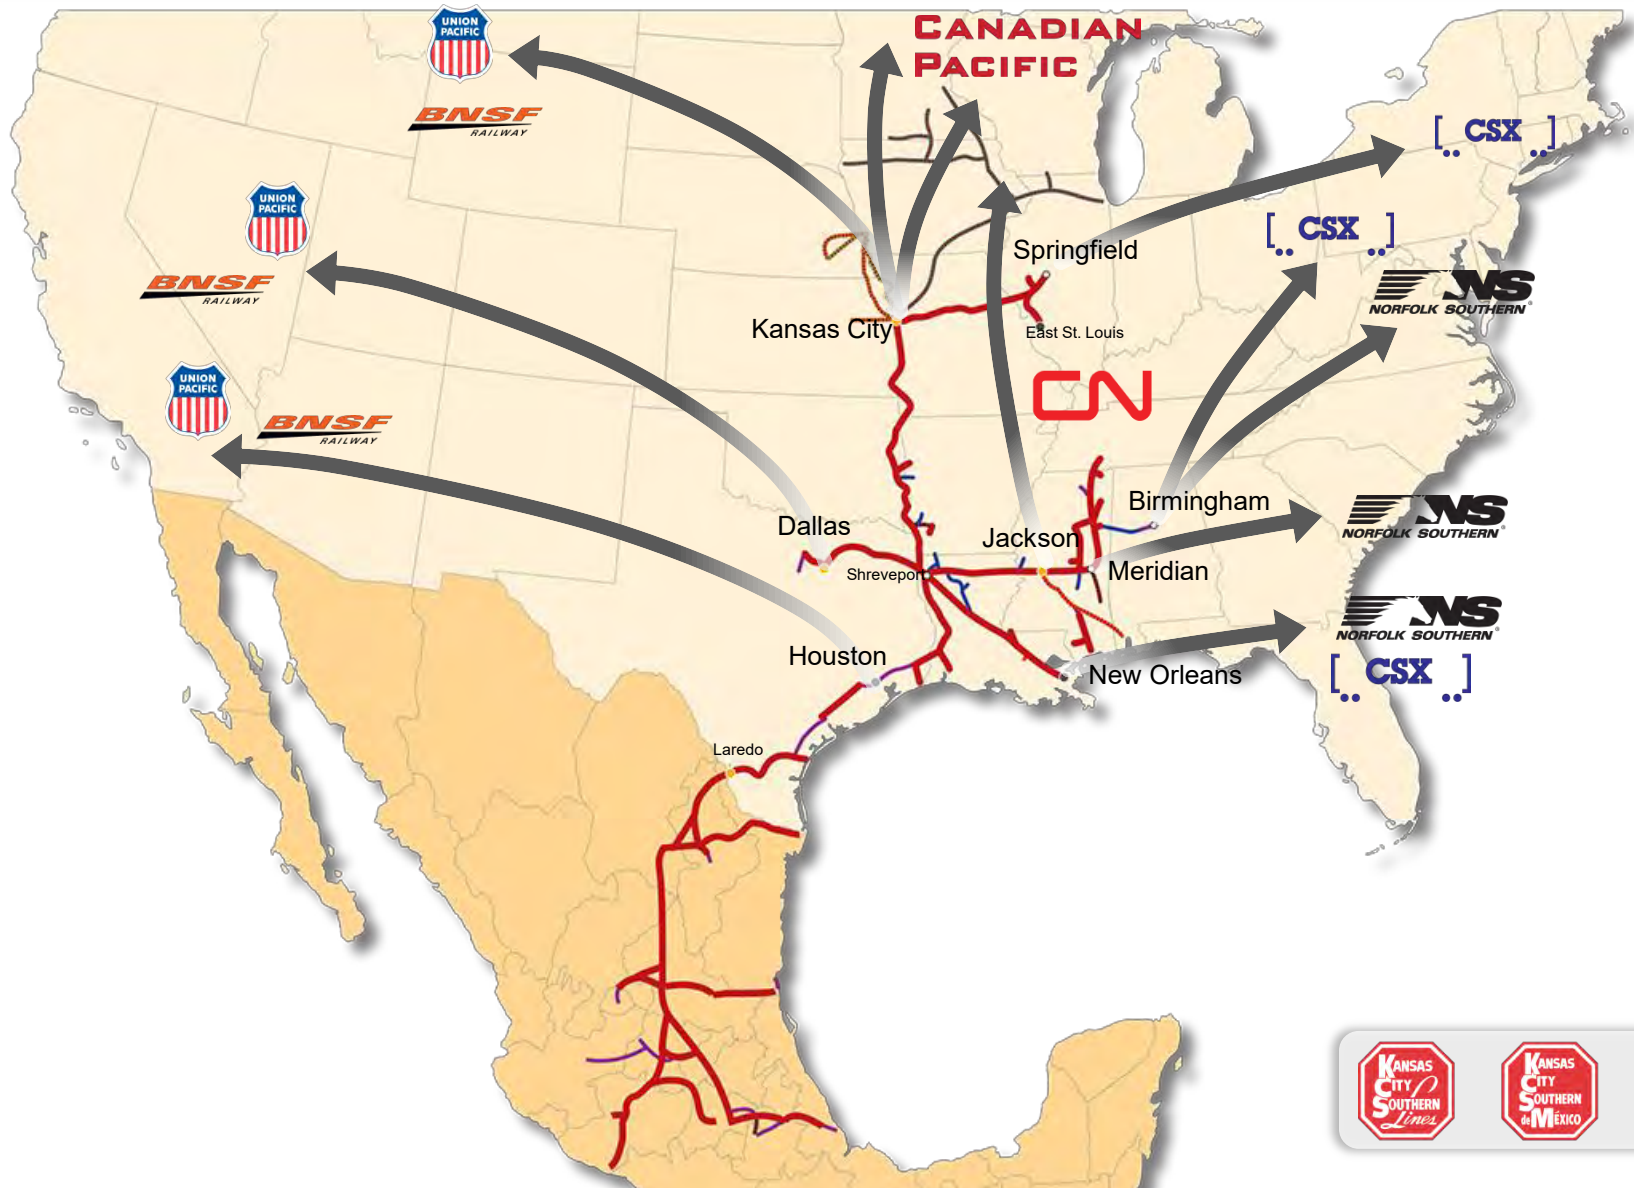 UNION
PACIFIC
CANADIAN
PACIFIC
BNSF
RAILWAY
CSX
UNION
PACIFIC
CSX
Springfield
BNSF
RAILWAY
NS
NORFOLK SOUTHERN
Kansas City
East St. Louis
UNION
PACIFIC
CN
BNSF
RAILWAY
Birmingham
Dallas
Jackson
NS
NORFOLK SOUTHERN
Shreveport
Meridian
NS
NORFOLK SOUTHERN
Houston
New Orleans
CSX
Laredo
KANSAS
CITY
SOUTHERN
Lines
KANSAS
CITY
SOUTHERN
de MÉXICO